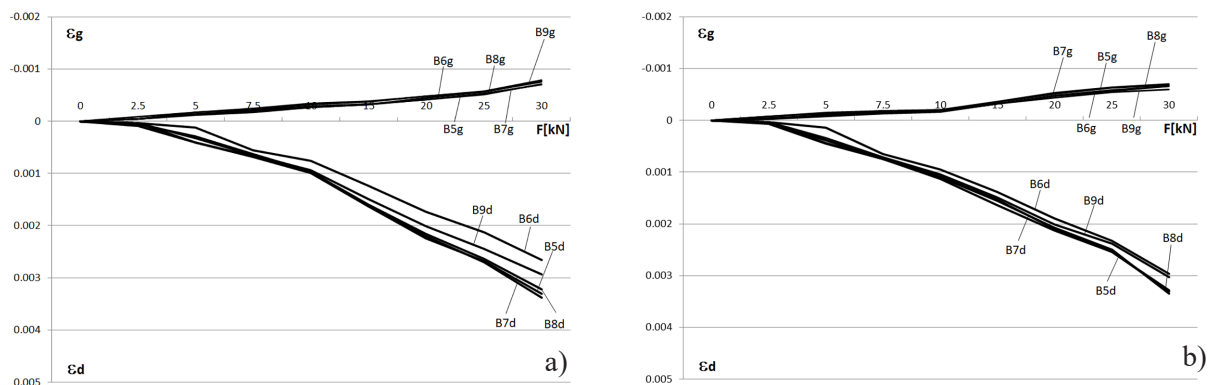 -0.002
εg
B9g
B6g
B8g
-0.001
0 2.5 5 7.5 10 15 20 25 30
0
B5g
B7g
F[kN]
0.001
0.002
B9d
B6d
B5d
0.003
B7d
B8d
0.004
εd
a)
0.005
-0.002
εg
B8g
B7g
B5g
-0.001
0 2.5 5 7.5 10 15 20 25 30
0
B6g
B9g
F[kN]
0.001
B6d
B9d
0.002
B7d
B8d
0.003
B5d
0.004
εd
b)
0.005